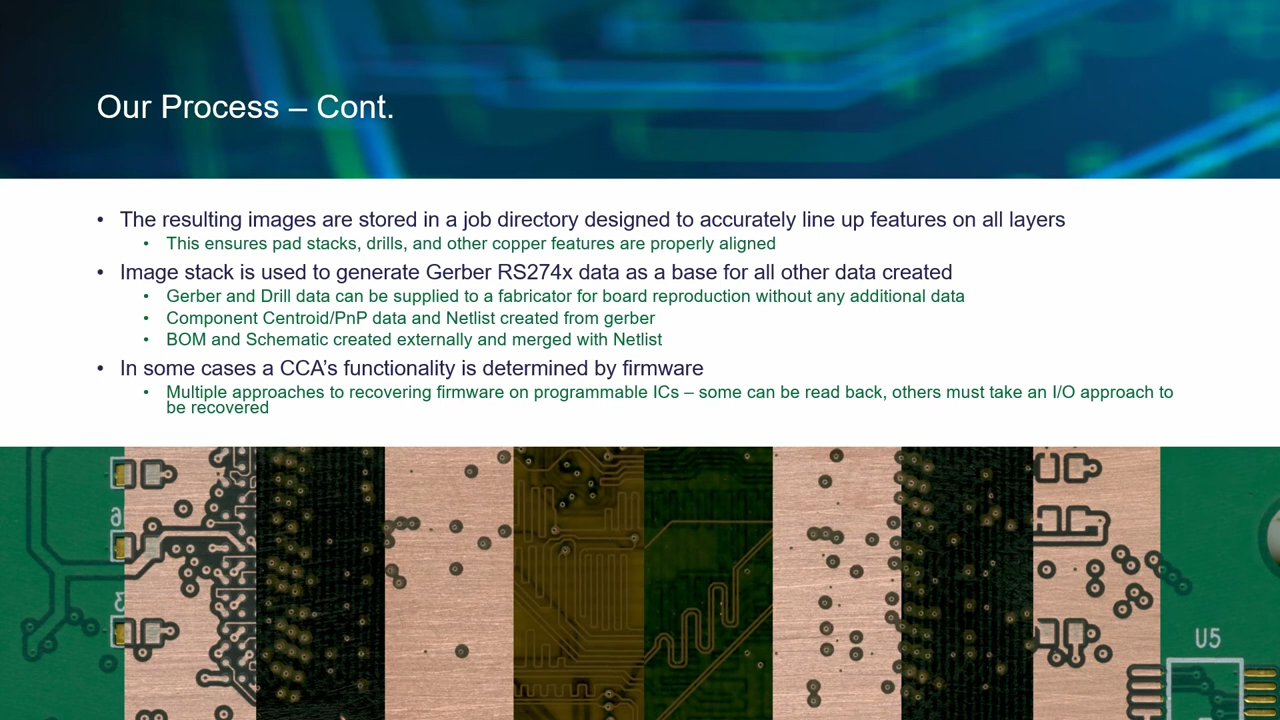 Our Process – Cont.
• The resulting images are stored in a job directory designed to accurately line up features on all layers
• This ensures pad stacks, drills, and other copper features are properly aligned
• Image stack is used to generate Gerber RS274x data as a base for all other data created
• Gerber and Drill data can be supplied to a fabricator for board reproduction without any additional data
• Component Centroid/PnP data and Netlist created from gerber
• BOM and Schematic created externally and merged with Netlist
• In some cases a CCA’s functionality is determined by firmware
• Multiple approaches to recovering firmware on programmable ICs – some can be read back, others must take an I/O approach to
be recovered
U5